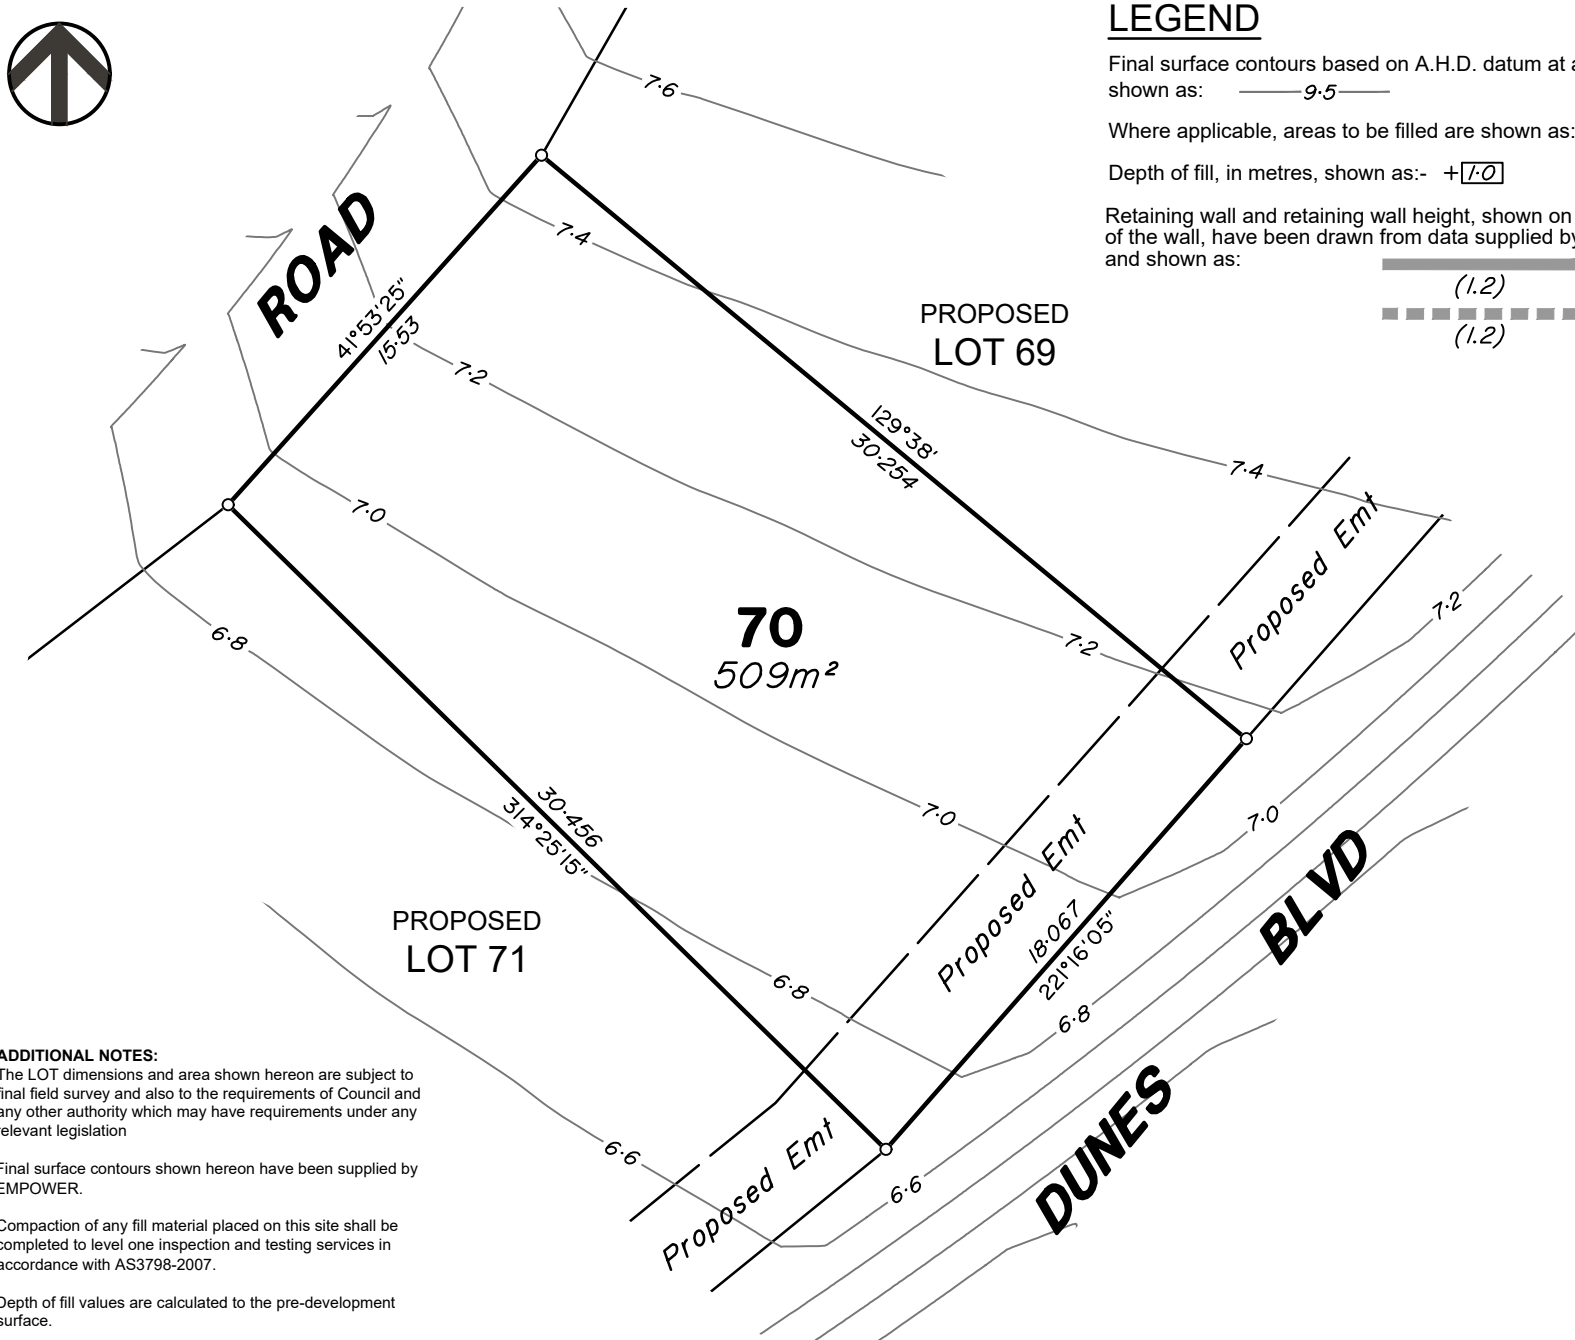 LEGEND
Final surface contours based on A.H.D. datum at a
shown as: 9·5
Where applicable, areas to be filled are shown as:
Depth of fill, in metres, shown as:- +1·0
Retaining wall and retaining wall height, shown on
of the wall, have been drawn from data supplied by
and shown as:
(1.2)
(1.2)
7·6
7·4
ROAD
41°53'25"
15·53
PROPOSED
LOT 69
7·2
129°38'
30·254
7·4
7·0
Proposed Emt
6·8
70
509m²
7·2
7·2
30·456
314°25'15"
7·0
7·0
Proposed Emt
BLVD
18·067
221°16'05"
PROPOSED
LOT 71
6·8
6·8
DUNES
6·6
6·6
Proposed Emt
ADDITIONAL NOTES:
The LOT dimensions and area shown hereon are subject to
final field survey and also to the requirements of Council and
any other authority which may have requirements under any
relevant legislation
Final surface contours shown hereon have been supplied by
EMPOWER.
Compaction of any fill material placed on this site shall be
completed to level one inspection and testing services in
accordance with AS3798-2007.
Depth of fill values are calculated to the pre-development
surface.